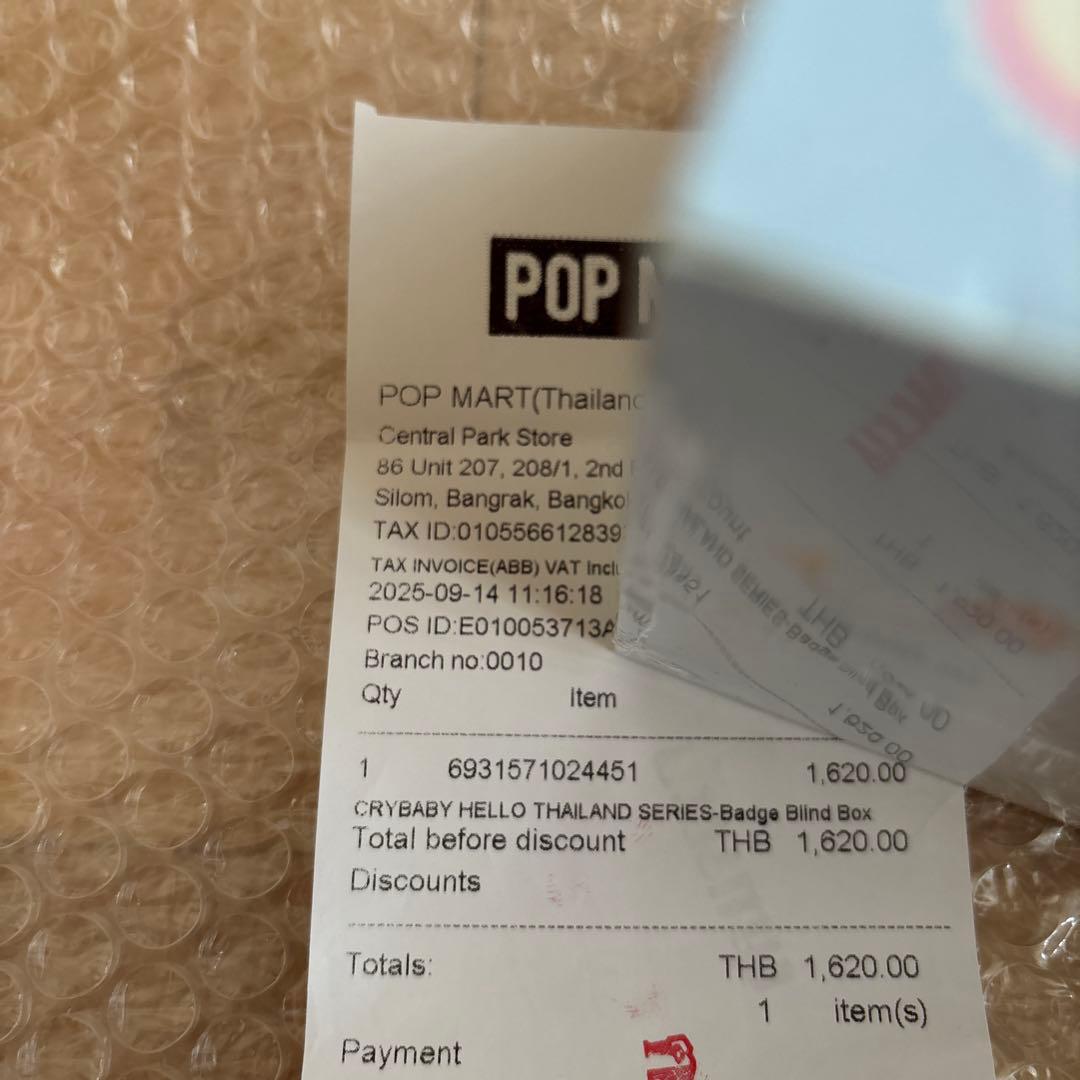 POP
POP MART(Thailand
Central Park Store
86 Unit 207, 208/1, 2nd
Silom, Bangrak, Bangko
TAX ID:010556612839
TAX INVOICE(ABB) VAT Incl
2025-09-14 11:16:18
POS ID:E010053713A
Branch no:0010
Qty Item
1 6931571024451 1,620.00
CRYBABY HELLO THAILAND SERIES-Badge Blind Box
Total before discount THB 1,620.00
Discounts
Totals: THB 1,620.00
1 item(s)
Payment